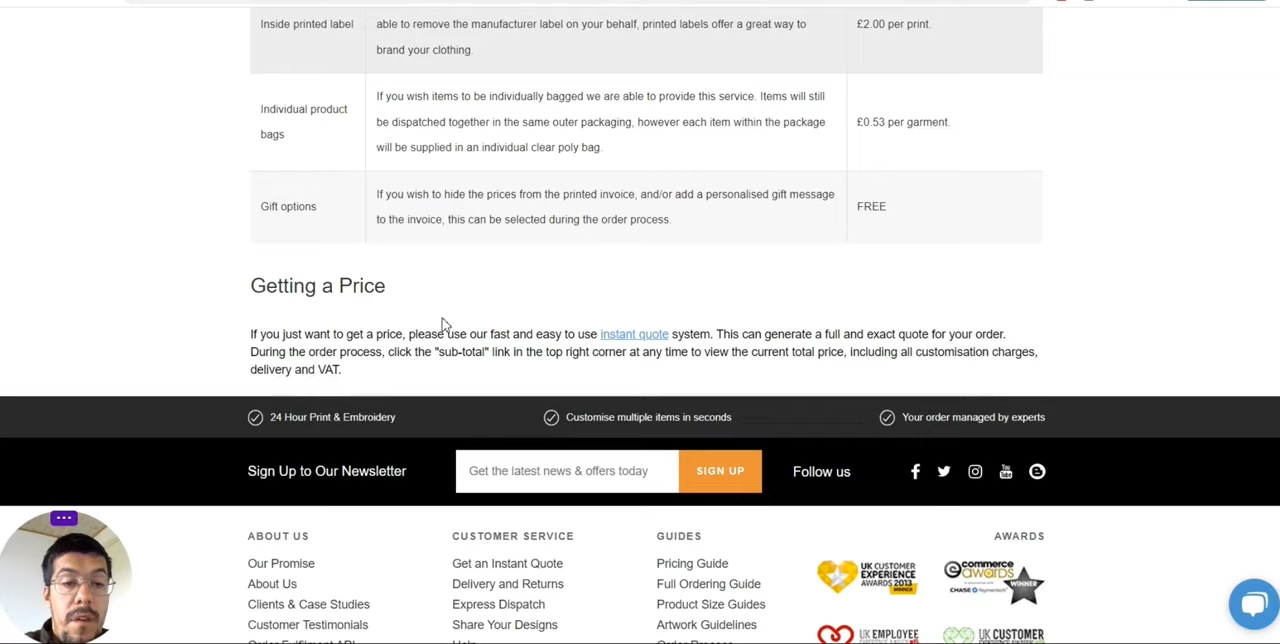 Inside printed label
able to remove the manufacturer label on your behalf, printed labels offer a great way to
brand your clothing.
£2.00 per print.
Individual product
bags
If you wish items to be individually bagged we are able to provide this service. Items will still
be dispatched together in the same outer packaging, however each item within the package
will be supplied in an individual clear poly bag.
£0.53 per garment.
Gift options
If you wish to hide the prices from the printed invoice, and/or add a personalised gift message
to the invoice, this can be selected during the order process.
FREE
Getting a Price
If you just want to get a price, please use our fast and easy to use instant quote system. This can generate a full and exact quote for your order.
During the order process, click the "sub-total" link in the top right corner at any time to view the current total price, including all customisation charges,
delivery and VAT.
24 Hour Print & Embroidery
Customise multiple items in seconds
Your order managed by experts
Sign Up to Our Newsletter
Get the latest news & offers today
SIGN UP
Follow us
ABOUT US
Our Promise
About Us
Clients & Case Studies
Customer Testimonials
Order Fulfilment API
CUSTOMER SERVICE
Get an Instant Quote
Delivery and Returns
Express Dispatch
Share Your Designs
Help
GUIDES
Pricing Guide
Full Ordering Guide
Product Size Guides
Artwork Guidelines
Order Process
AWARDS
UK CUSTOMER
EXPERIENCE
AWARDS 2013
WINNER
ecommerce
awards
WINNER
UK EMPLOYEE
UK CUSTOMER